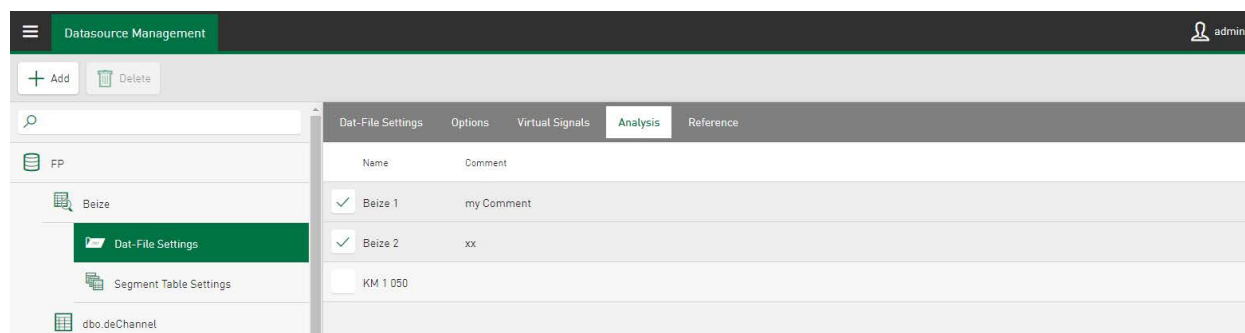 Datasource Management
admin
Add
Delete
Dat-File Settings Options Virtual Signals Analysis Reference
FP
Name Comment
Beize
Beize 1 my Comment
Dat-File Settings
Beize 2 xx
Segment Table Settings
KM 1 050
dbo.deChannel